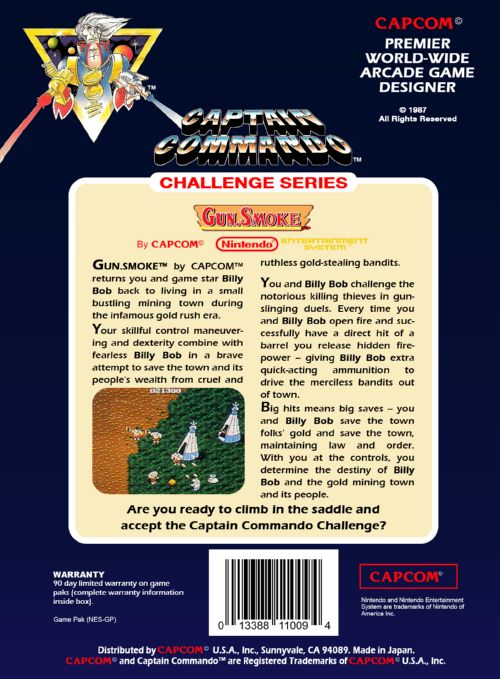 CAPCOM©
PREMIER
WORLD-WIDE
ARCADE GAME
DESIGNER
© 1987
All Rights Reserved
TM
CAPTAIN
COMMANDO™
CHALLENGE SERIES
GUN.SMOKE
By CAPCOM© Nintendo ENTERTAINMENT
SYSTEM™
GUN.SMOKE™ by CAPCOM™
returns you and game star Billy
Bob back to living in a small
bustling mining town during
the infamous gold rush era.
Your skillful control maneuver-
ing and dexterity combine with
fearless Billy Bob in a brave
attempt to save the town and its
people's wealth from cruel and
021300
ruthless gold-stealing bandits.
You and Billy Bob challenge the
notorious killing thieves in gun-
slinging duels. Every time you
and Billy Bob open fire and suc-
cessfully have a direct hit of a
barrel you release hidden fire-
power – giving Billy Bob extra
quick-acting ammunition to
drive the merciless bandits out
of town.
Big hits means big saves – you
and Billy Bob save the town
folks' gold and save the town,
maintaining law and order.
With you at the controls, you
determine the destiny of Billy
Bob and the gold mining town
and its people.
Are you ready to climb in the saddle and
accept the Captain Commando Challenge?
WARRANTY
90 day limited warranty on game
paks (complete warranty information
inside box).
Game Pak (NES-GP)
0 13388 11009 4
CAPCOM®
Nintendo and Nintendo Entertainment
System are trademarks of Nintendo of
America Inc.
Distributed by CAPCOM® U.S.A., Inc., Sunnyvale, CA 94089. Made in Japan.
CAPCOM® and Captain Commando™ are Registered Trademarks of CAPCOM® U.S.A., Inc.